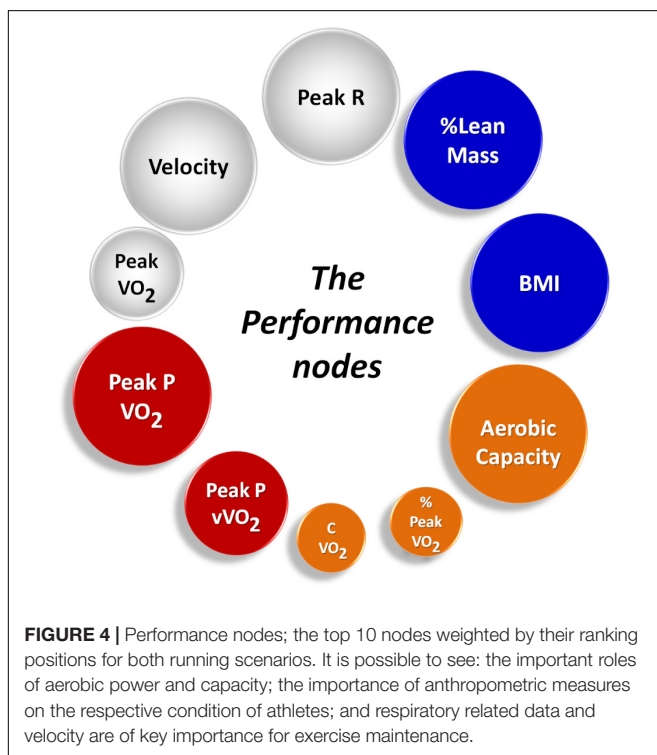 Peak R
%Lean
Mass
Velocity
BMI
Peak
VO2
The
Performance
nodes
Peak P
VO2
Aerobic
Capacity
Peak P
vVO2
C
VO2
%
Peak
VO2
FIGURE 4 | Performance nodes; the top 10 nodes weighted by their ranking
positions for both running scenarios. It is possible to see: the important roles
of aerobic power and capacity; the importance of anthropometric measures
on the respective condition of athletes; and respiratory related data and
velocity are of key importance for exercise maintenance.